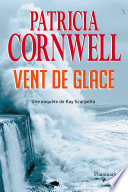 PATRICIA
CORNWELL
VENT DE GLACE
Une enquête de Kay Scarpetta
Flammarion